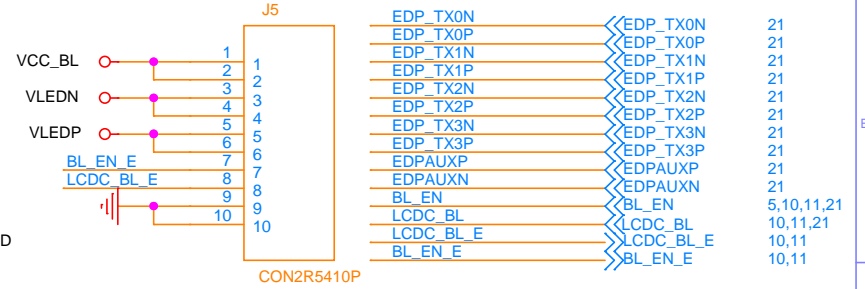 J5
VCC_BL 1 1
2 2
VLEDN 3 3
4 4
VLEDP 5 5
6 6
BL_EN_E 7 7
LCDC_BL_E 8 8
9 9
10 10
D
CON2R5410P
EDP_TX0N EDP_TX0N 21
EDP_TX0P EDP_TX0P 21
EDP_TX1N EDP_TX1N 21
EDP_TX1P EDP_TX1P 21
EDP_TX2N EDP_TX2N 21
EDP_TX2P EDP_TX2P 21
EDP_TX3N EDP_TX3N 21
EDP_TX3P EDP_TX3P 21
EDPAUXP EDPAUXP 21
EDPAUXN EDPAUXN 21
BL_EN BL_EN 5,10,11,21
LCDC_BL LCDC_BL 10,11,21
LCDC_BL_E LCDC_BL_E 10,11
BL_EN_E BL_EN_E 10,11